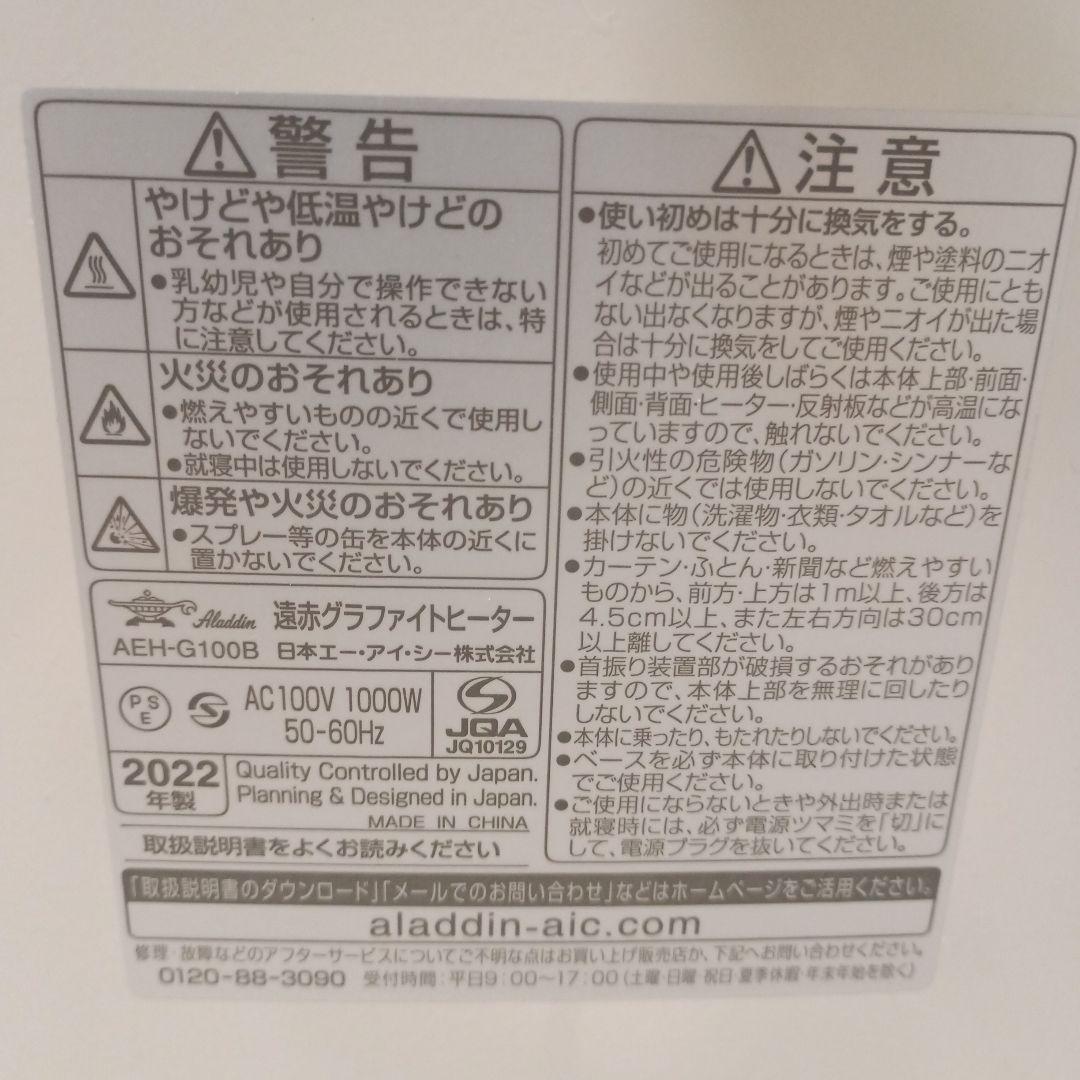 警告
やけどや低温やけどの
おそれあり
●乳幼児や自分で操作できない
方などが使用されるときは、特
に注意してください。
火災のおそれあり
●燃えやすいものの近くで使用し
ないでください。
●就寝中は使用しないでください。
爆発や火災のおそれあり
●スプレー等の缶を本体の近くに
置かないでください。
Aladdin 遠赤グラファイトヒーター
AEH-G100B 日本エー・アイ・シー株式会社
PSE
AC100V 1000W
50-60Hz
JQA
JQ10129
2022
年製
Quality Controlled by Japan.
Planning & Designed in Japan.
MADE IN CHINA
取扱説明書をよくお読みください
注意
●使い初めは十分に換気をする。
初めてご使用になるときは、煙や塗料のニオ
イなどが出ることがあります。ご使用にとも
ない出なくなりますが、煙やニオイが出た場
合は十分に換気をしてご使用ください。
●使用中や使用後しばらくは本体上部・前面・
側面・背面・ヒーター・反射板などが高温にな
っていますので、触れないでください。
●引火性の危険物(ガソリン・シンナーな
ど)の近くでは使用しないでください。
●本体に物(洗濯物・衣類・タオルなど)を
掛けないでください。
●カーテン・ふとん・新聞など燃えやすい
ものから、前方・上方は1m以上、後方は
4.5cm以上、また左右方向は30cm
以上離してください。
●首振り装置部が破損するおそれがあり
ますので、本体上部を無理に回したり
しないでください。
●本体に乗ったり、もたれたりしないでください。
●ベースを必ず本体に取り付けた状態
でご使用ください。
●ご使用にならないときや外出時または
就寝時には、必ず電源ツマミを「切」に
して、電源プラグを抜いてください。
「取扱説明書のダウンロード」「メールでのお問い合わせ」などはホームページをご活用ください。
aladdin-aic.com
修理・故障などのアフターサービスについてご不明な点はお買い上げ販売店か、下記へお問い合わせください。
0120-88-3090 受付時間:平日9:00〜17:00(土曜・日曜・祝日・夏季休暇・年末年始を除く)